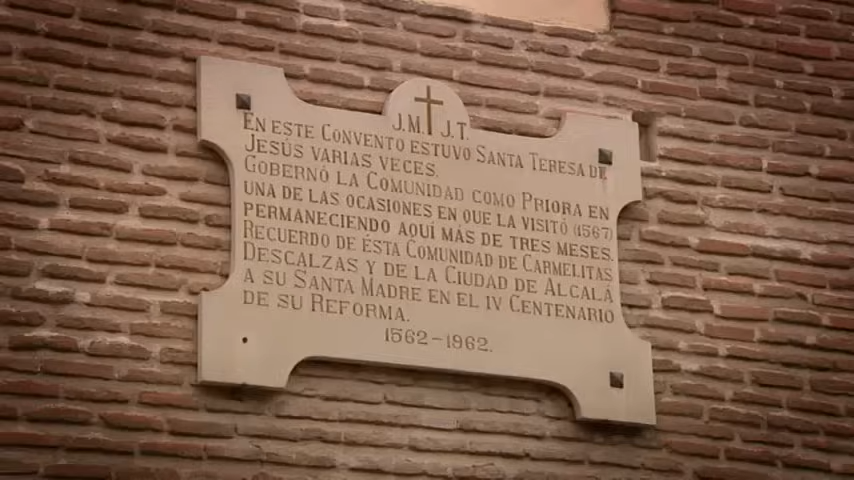 J.M. J.T.
EN ESTE CONVENTO ESTUVO SANTA TERESA DE
JESÚS VARIAS VECES.
GOBERNÓ LA COMUNIDAD COMO PRIORA EN
UNA DE LAS OCASIONES EN QUE LA VISITÓ (1567)
PERMANECIENDO AQUÍ MÁS DE TRES MESES.
RECUERDO DE ÉSTA COMUNIDAD DE CARMELITAS
DESCALZAS Y DE LA CIUDAD DE ALCALÁ
A SU SANTA MADRE EN EL IV CENTENARIO
DE SU REFORMA.
1562-1962.